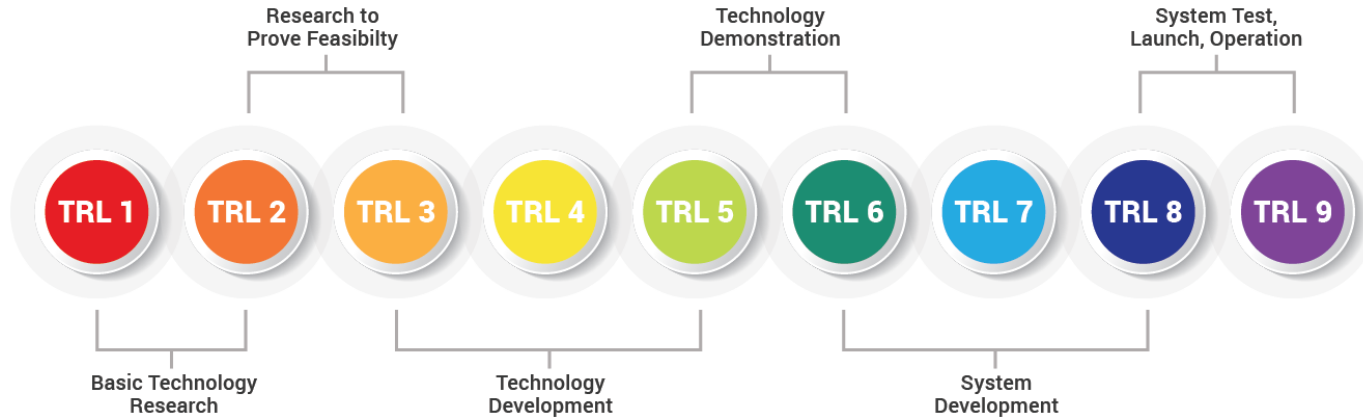 Research to
Prove Feasibilty
Technology
Demonstration
System Test,
Launch, Operation
TRL 1
TRL 2
TRL 3
TRL 4
TRL 5
TRL 6
TRL 7
TRL 8
TRL 9
Basic Technology
Research
Technology
Development
System
Development